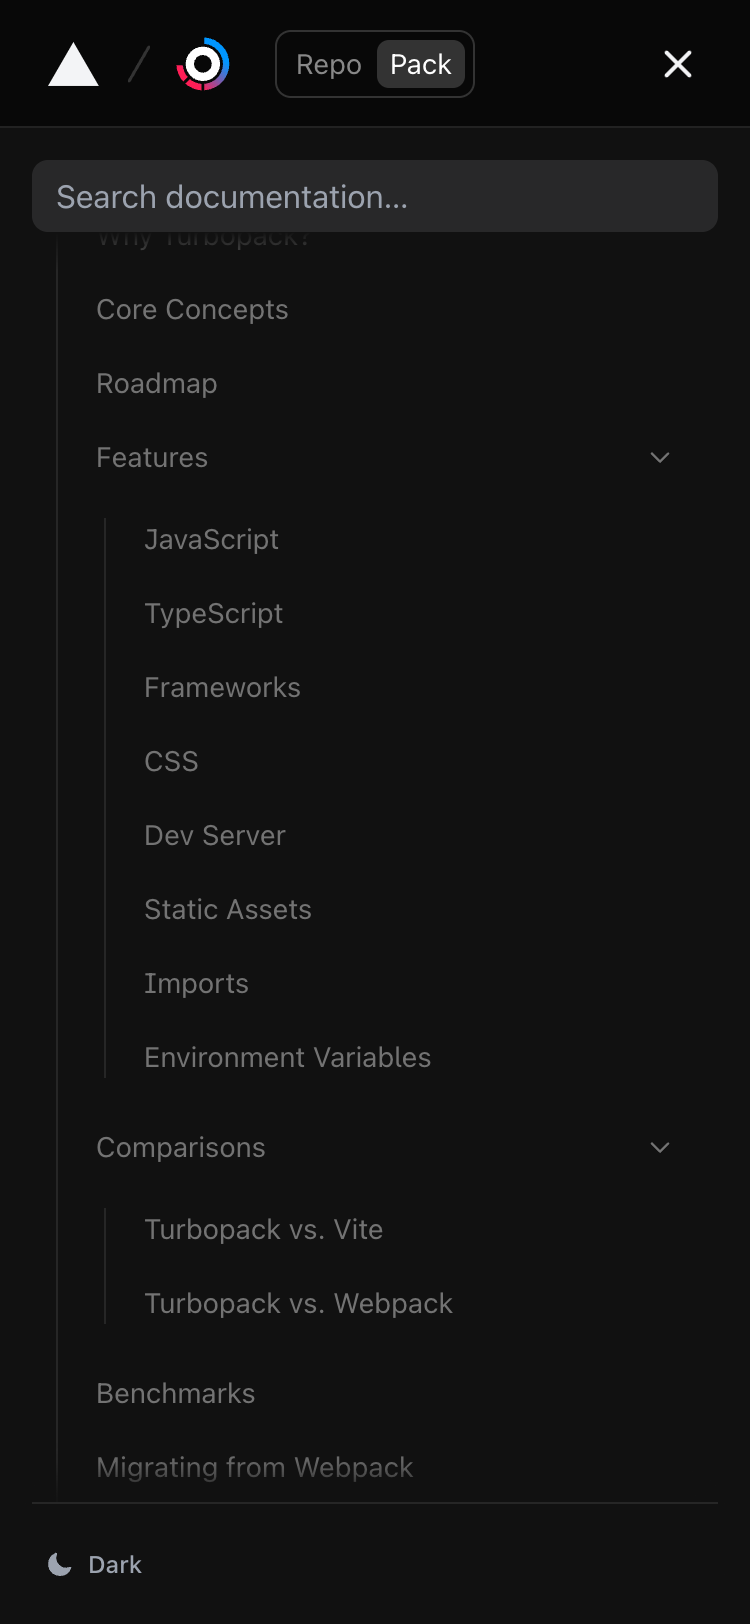 Repo Pack
Search documentation...
Why Turbopack?
Core Concepts
Roadmap
Features
JavaScript
TypeScript
Frameworks
CSS
Dev Server
Static Assets
Imports
Environment Variables
Comparisons
Turbopack vs. Vite
Turbopack vs. Webpack
Benchmarks
Migrating from Webpack
Dark